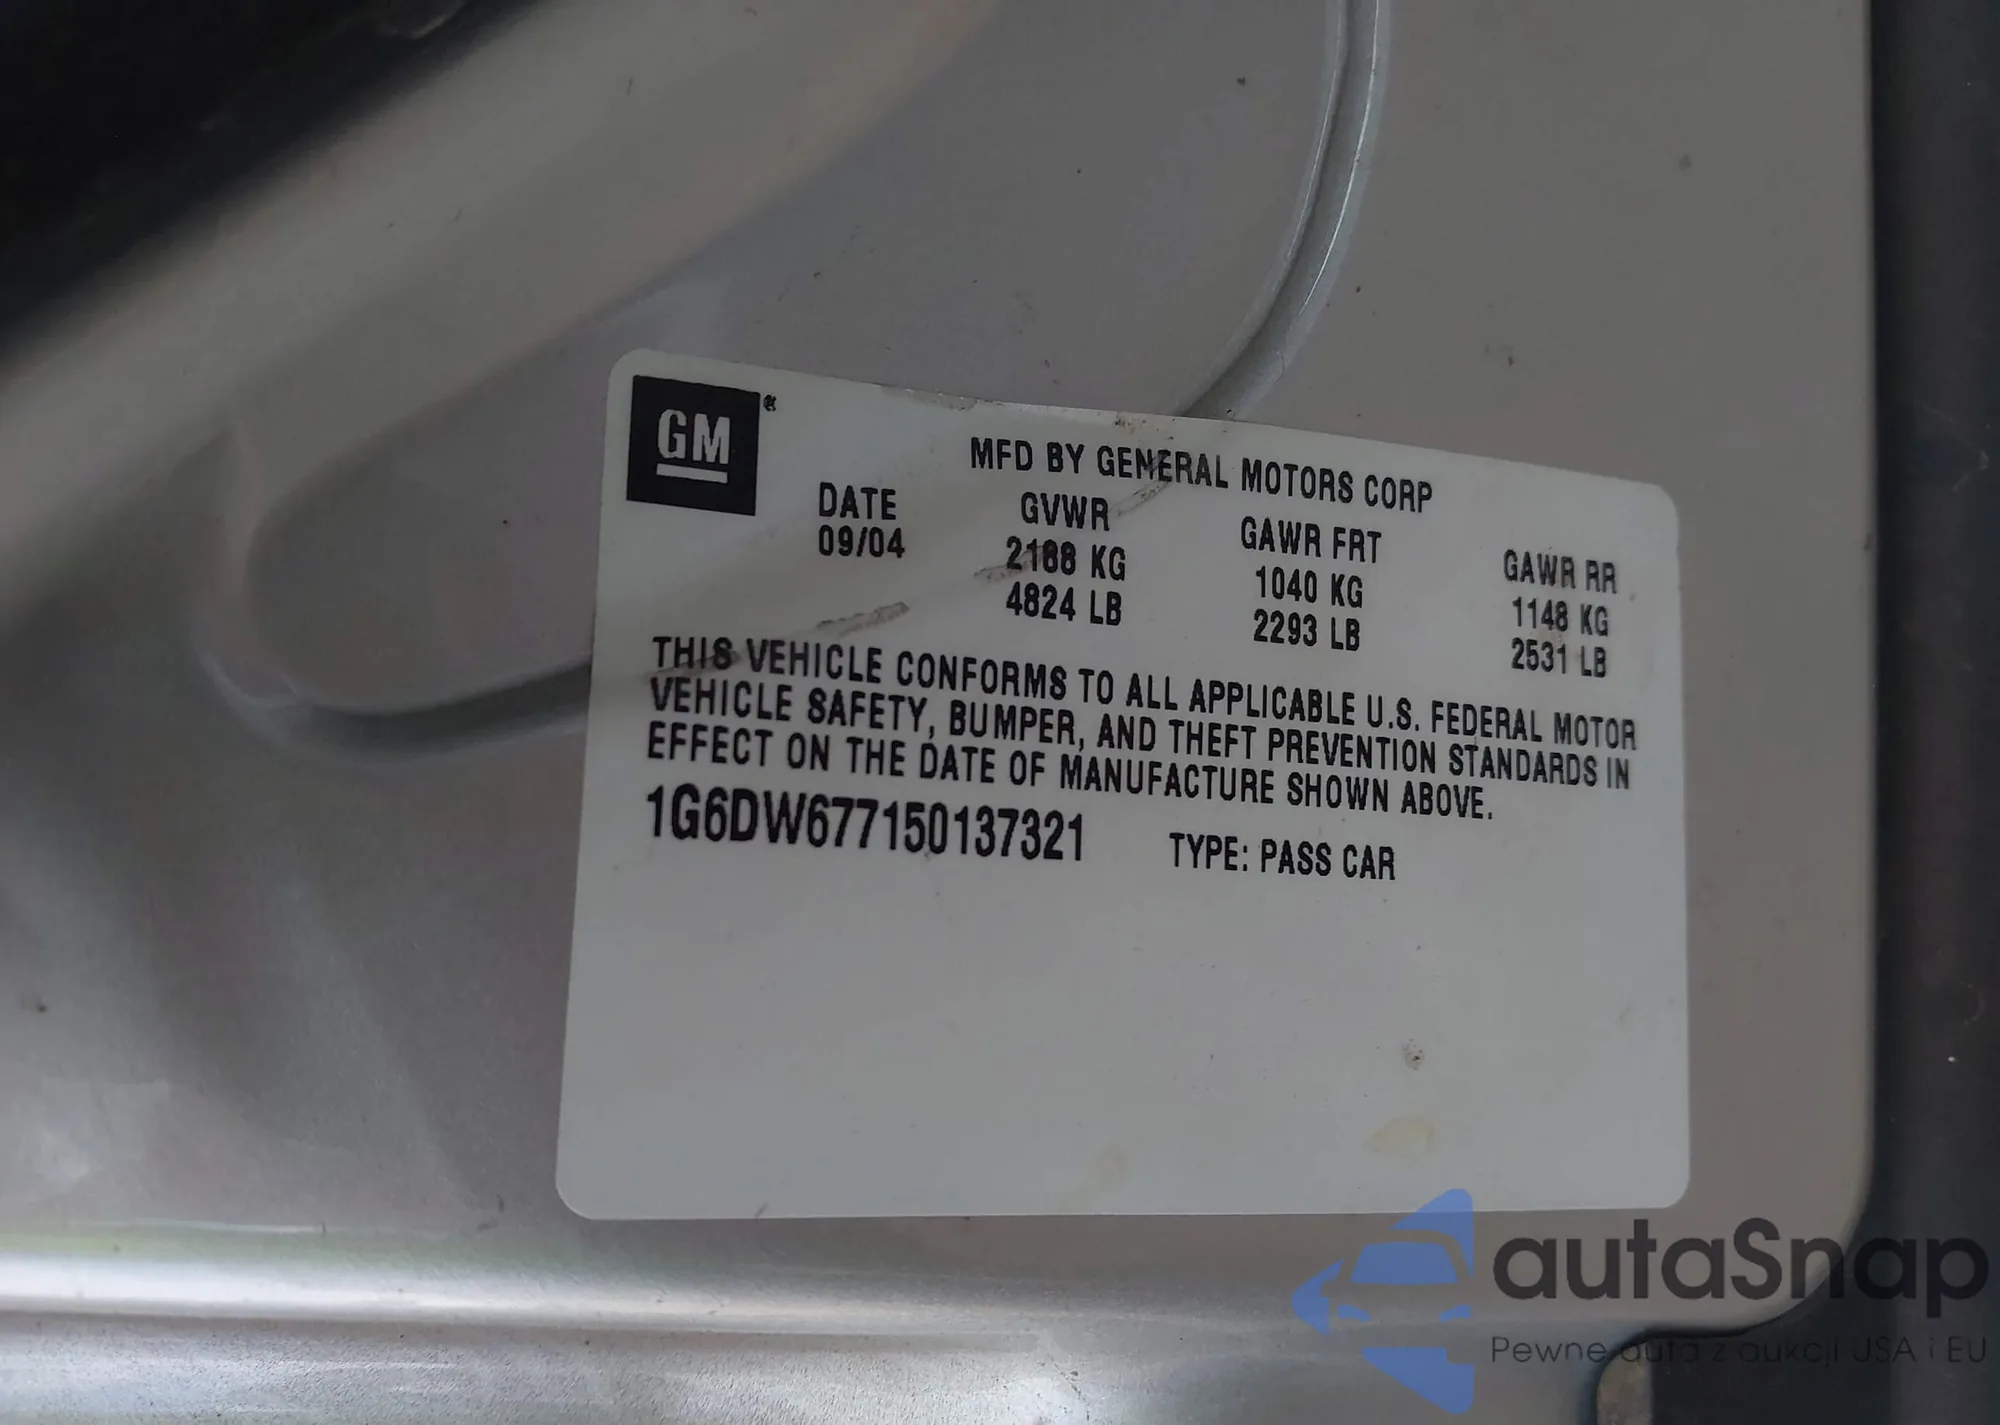 GM®
MFD BY GENERAL MOTORS CORP
DATE GVWR GAWR FRT GAWR RR
09/04 2188 KG 1040 KG 1148 KG
4824 LB 2293 LB 2531 LB
THIS VEHICLE CONFORMS TO ALL APPLICABLE U.S. FEDERAL MOTOR
VEHICLE SAFETY, BUMPER, AND THEFT PREVENTION STANDARDS IN
EFFECT ON THE DATE OF MANUFACTURE SHOWN ABOVE.
1G6DW677150137321 TYPE: PASS CAR
autaSnap
Pewne auta z aukcji USA i EU